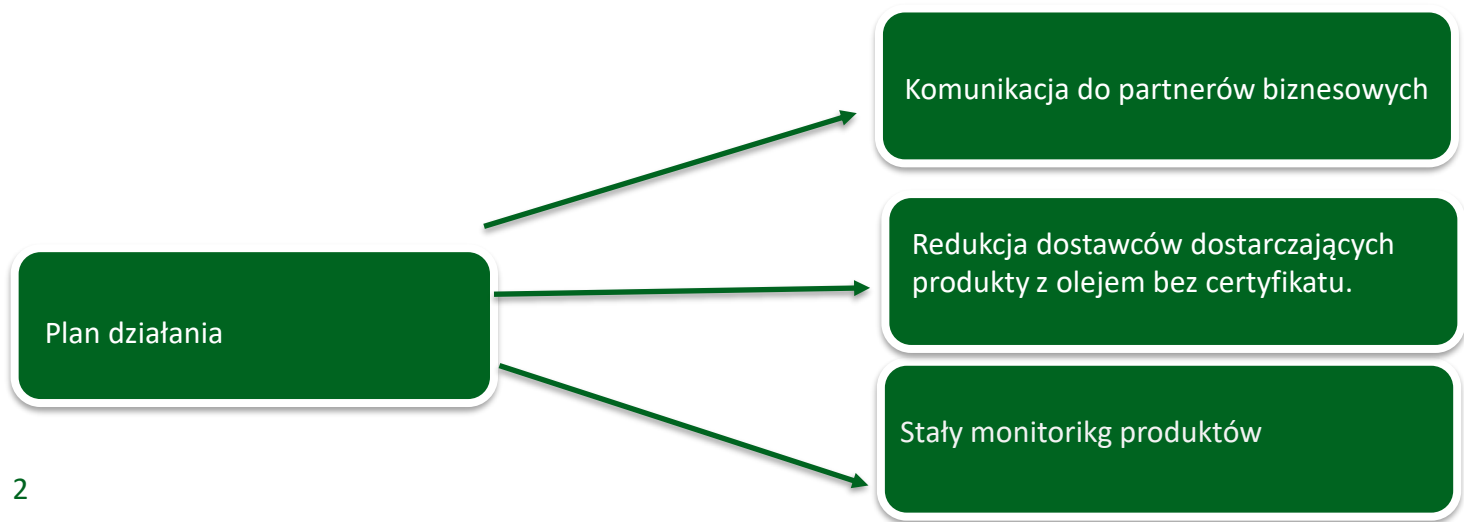 Komunikacja do partnerów biznesowych
Redukcja dostawców dostarczających
produkty z olejem bez certyfikatu.
Plan działania
Stały monitorikg produktów
2